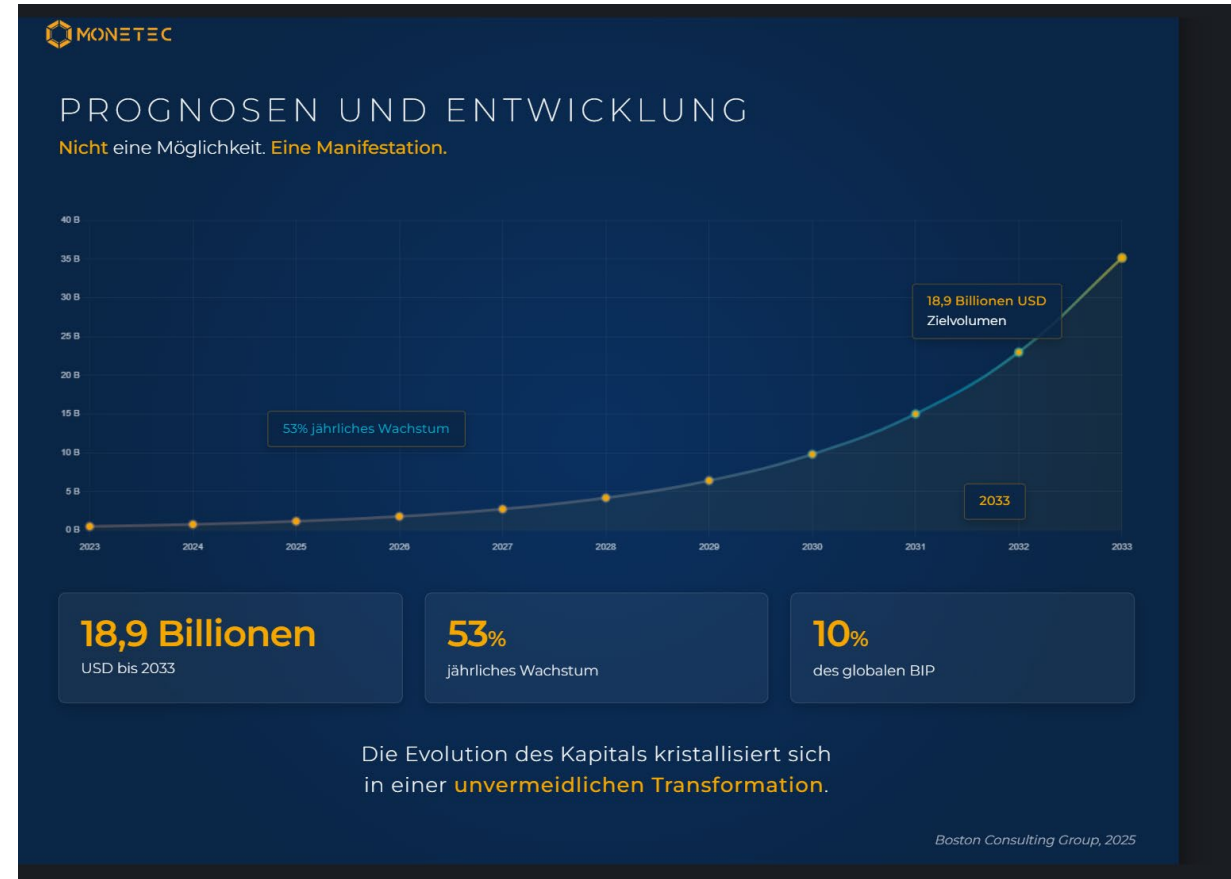 MONETEC
PROGNOSEN UND ENTWICKLUNG
Nicht eine Möglichkeit. Eine Manifestation.
40 B
35 B
30 B
25 B
20 B
15 B
10 B
5 B
0 B
18,9 Billionen USD
Zielvolumen
53% jährliches Wachstum
2033
2023
2024
2025
2026
2027
2028
2029
2030
2031
2032
2033
18,9 Billionen
USD bis 2033
53%
jährliches Wachstum
10%
des globalen BIP
Die Evolution des Kapitals kristallisiert sich
in einer unvermeidlichen Transformation.
Boston Consulting Group, 2025